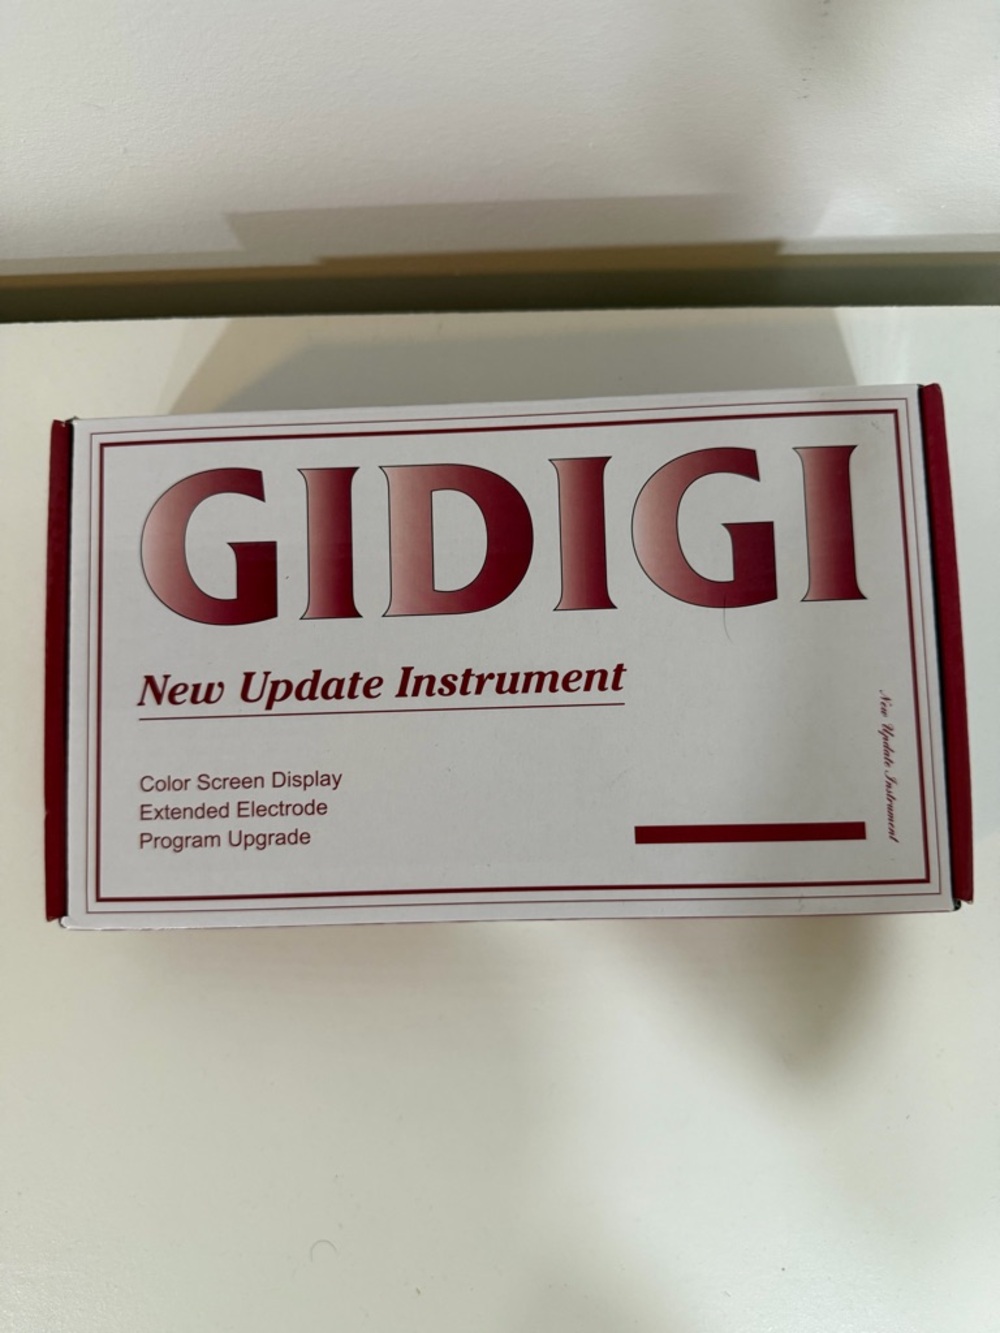 GIDIGI
New Update Instrument
Color Screen Display
Extended Electrode
Program Upgrade
New Update Instrument